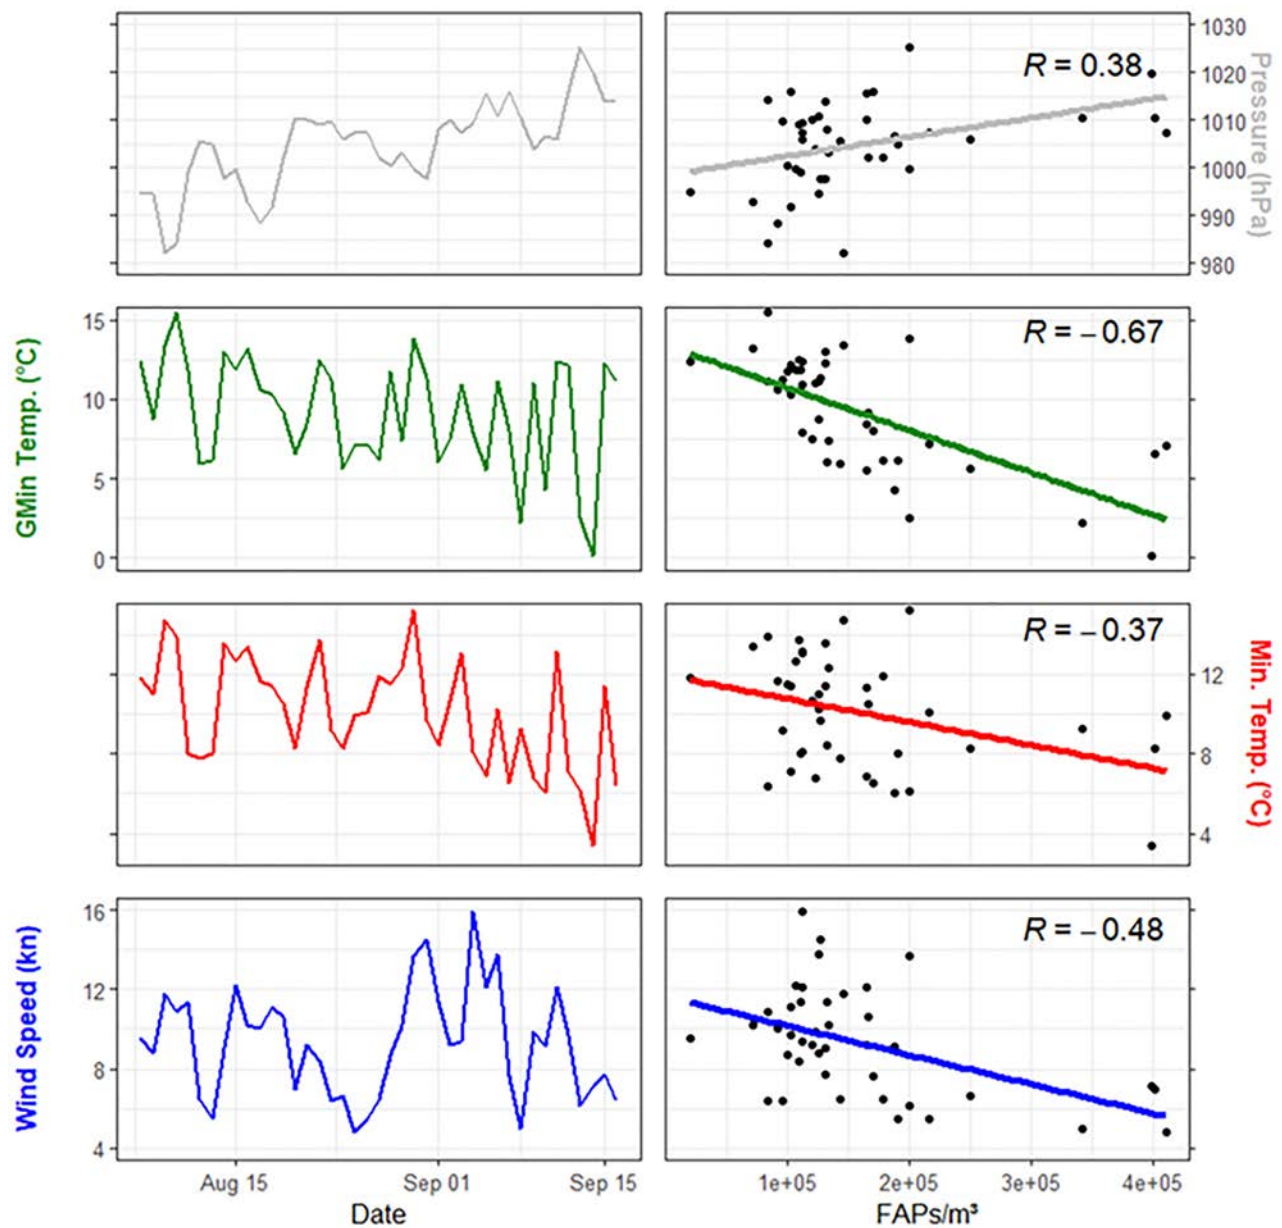 R = 0.38
1030
1020
1010
1000
990
980
Pressure (hPa)
GMin Temp. (°C)
15
10
5
0
R = −0.67
R = −0.37
12
8
4
Min. Temp. (°C)
Wind Speed (kn)
16
12
8
4
R = −0.48
Aug 15
Sep 01
Sep 15
Date
1e+05
2e+05
3e+05
4e+05
FAPs/m³